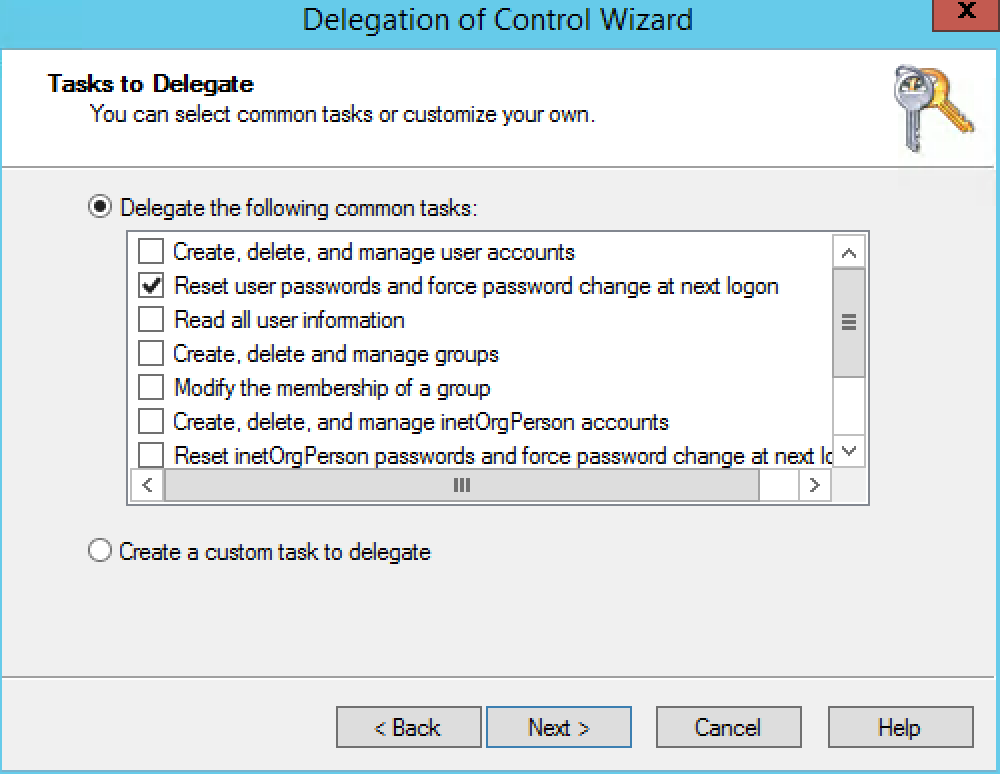 Delegation of Control Wizard
x
Tasks to Delegate
You can select common tasks or customize your own.
Delegate the following common tasks:
Create, delete, and manage user accounts
Reset user passwords and force password change at next logon
Read all user information
Create, delete and manage groups
Modify the membership of a group
Create, delete, and manage inetOrgPerson accounts
Reset inetOrgPerson passwords and force password change at next
Create a custom task to delegate
< Back
Next >
Cancel
Help